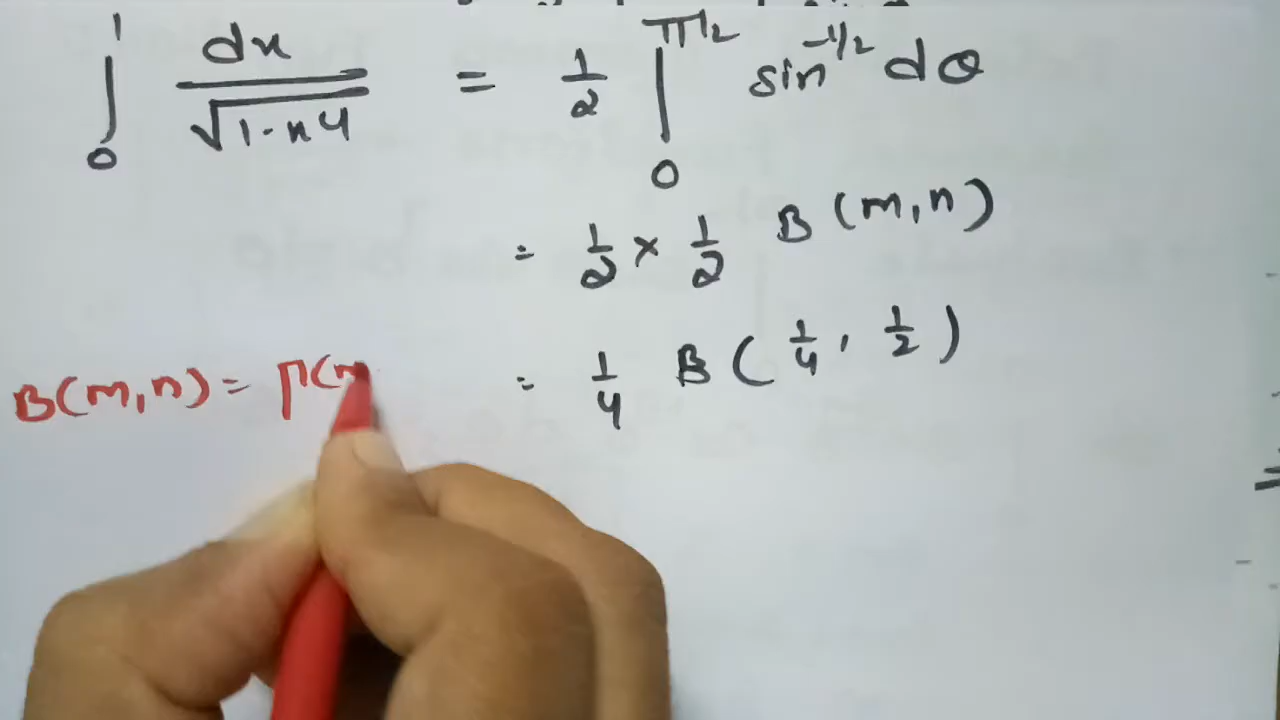 ∫₀¹ dx/√1-x4 = 1/2 ∫₀^π/2 sin^-1/2 dθ
= 1/2 × 1/2 B (m,n)
= 1/4 B (1/4, 1/2)
B(m,n) = Γ(m